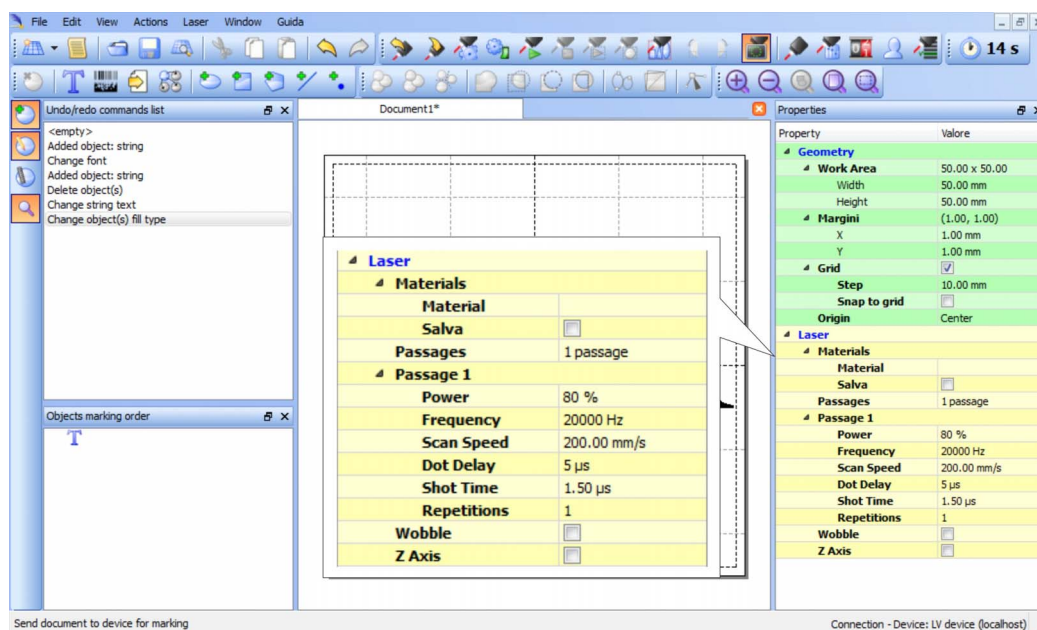 File Edit View Actions Laser Window Guida
14 s
Undo/redo commands list
<empty>
Added object: string
Change font
Added object: string
Delete object(s)
Change string text
Change object(s) fill type
Objects marking order
T
Document1*
Laser
Materials
Material
Salva
Passages 1 passage
Passage 1
Power 80 %
Frequency 20000 Hz
Scan Speed 200.00 mm/s
Dot Delay 5 µs
Shot Time 1.50 µs
Repetitions 1
Wobble
Z Axis
Properties
Property Valore
Geometry
Work Area 50.00 x 50.00
Width 50.00 mm
Height 50.00 mm
Margini (1.00, 1.00)
X 1.00 mm
Y 1.00 mm
Grid
Step 10.00 mm
Snap to grid
Origin Center
Laser
Materials
Material
Salva
Passages 1 passage
Passage 1
Power 80 %
Frequency 20000 Hz
Scan Speed 200.00 mm/s
Dot Delay 5 µs
Shot Time 1.50 µs
Repetitions 1
Wobble
Z Axis
Send document to device for marking
Connection - Device: LV device (localhost)